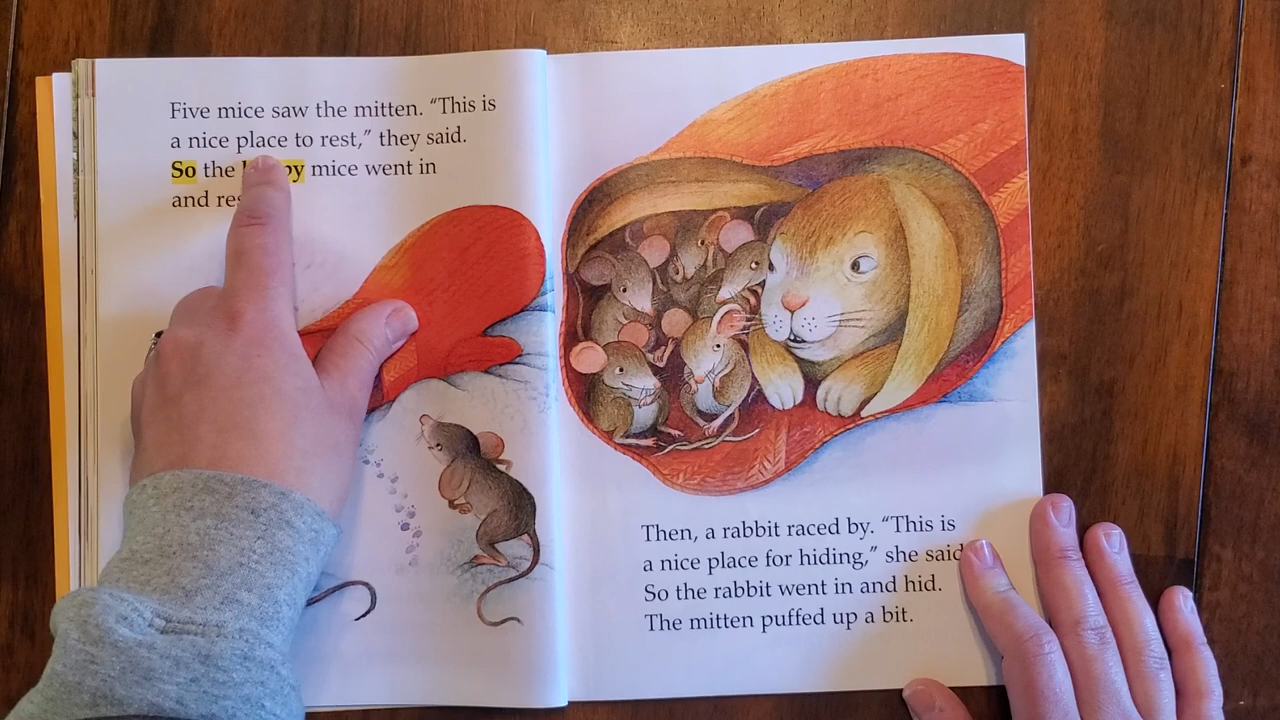 Five mice saw the mitten. “This is
a nice place to rest,” they said.
So the happy mice went in
and
Then, a rabbit raced by. “This is
a nice place for hiding,” she said
So the rabbit went in and hid.
The mitten puffed up a bit.